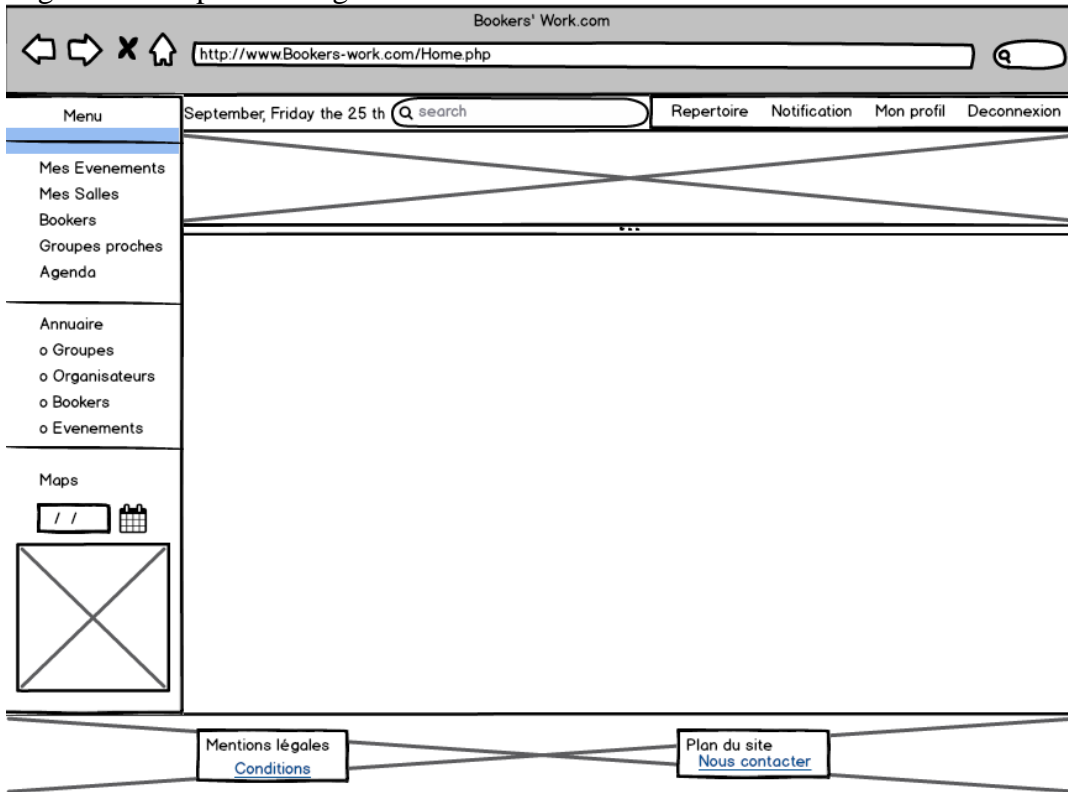 Bookers' Work.com
http://www.Bookers-work.com/Home.php
Menu
September, Friday the 25 th
search
Repertoire Notification Mon profil Deconnexion
Mes Evenements
Mes Salles
Bookers
Groupes proches
Agenda
Annuaire
o Groupes
o Organisateurs
o Bookers
o Evenements
Maps
/ /
Mentions légales
Conditions
Plan du site
Nous contacter